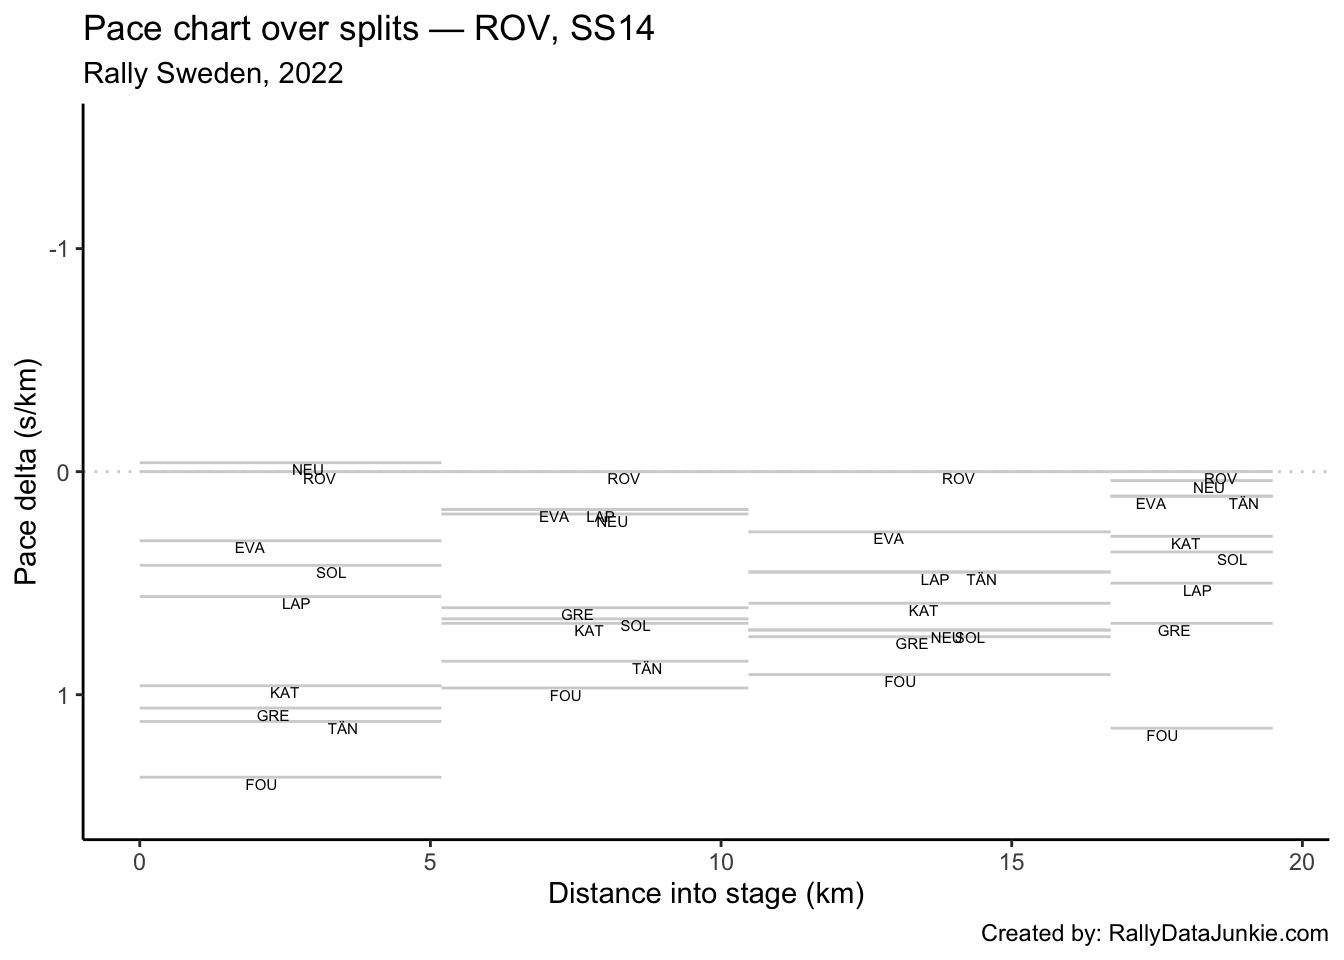 Pace chart over splits — ROV, SS14
Rally Sweden, 2022
Pace delta (s/km)
-1
0
1
NEU
ROV
ROV
ROV
ROV
NEU
EVA
LAP
NEU
EVA
TÄN
EVA
EVA
KAT
SOL
SOL
LAP
TÄN
LAP
LAP
GRE
KAT
GRE
KAT
SOL
GRE
NEU
SOL
KAT
TÄN
FOU
GRE
FOU
TÄN
FOU
FOU
0
5
10
15
20
Distance into stage (km)
Created by: RallyDataJunkie.com